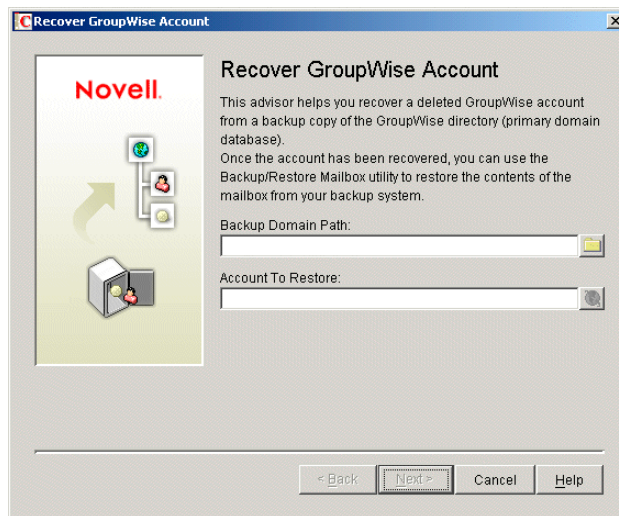 Recover GroupWise Account
Novell.
Recover GroupWise Account
This advisor helps you recover a deleted GroupWise account
from a backup copy of the GroupWise directory (primary domain
database).
Once the account has been recovered, you can use the
Backup/Restore Mailbox utility to restore the contents of the
mailbox from your backup system.
Backup Domain Path:
Account To Restore:
< Back
Next >
Cancel
Help